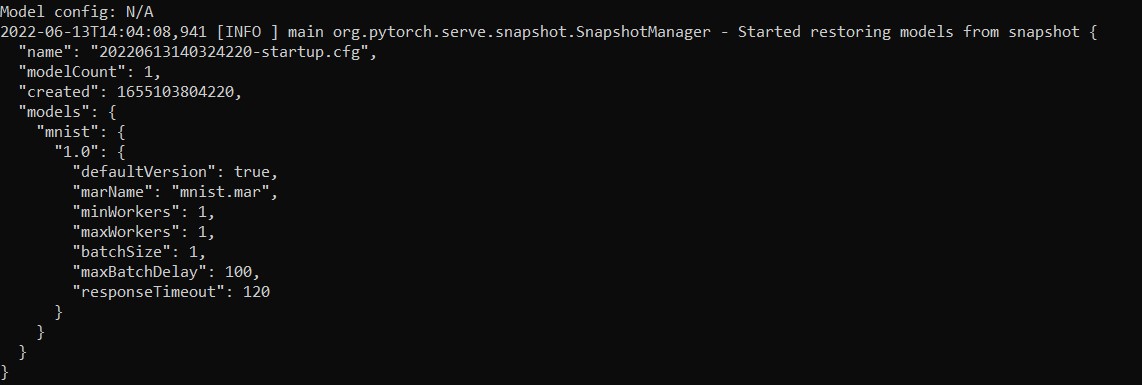 Model config: N/A
2022-06-13T14:04:08,941 [INFO ] main org.pytorch.serve.snapshot.SnapshotManager - Started restoring models from snapshot {
  "name": "20220613140324220-startup.cfg",
  "modelCount": 1,
  "created": 1655103804220,
  "models": {
    "mnist": {
      "1.0": {
        "defaultVersion": true,
        "marName": "mnist.mar",
        "minWorkers": 1,
        "maxWorkers": 1,
        "batchSize": 1,
        "maxBatchDelay": 100,
        "responseTimeout": 120
      }
    }
  }
}